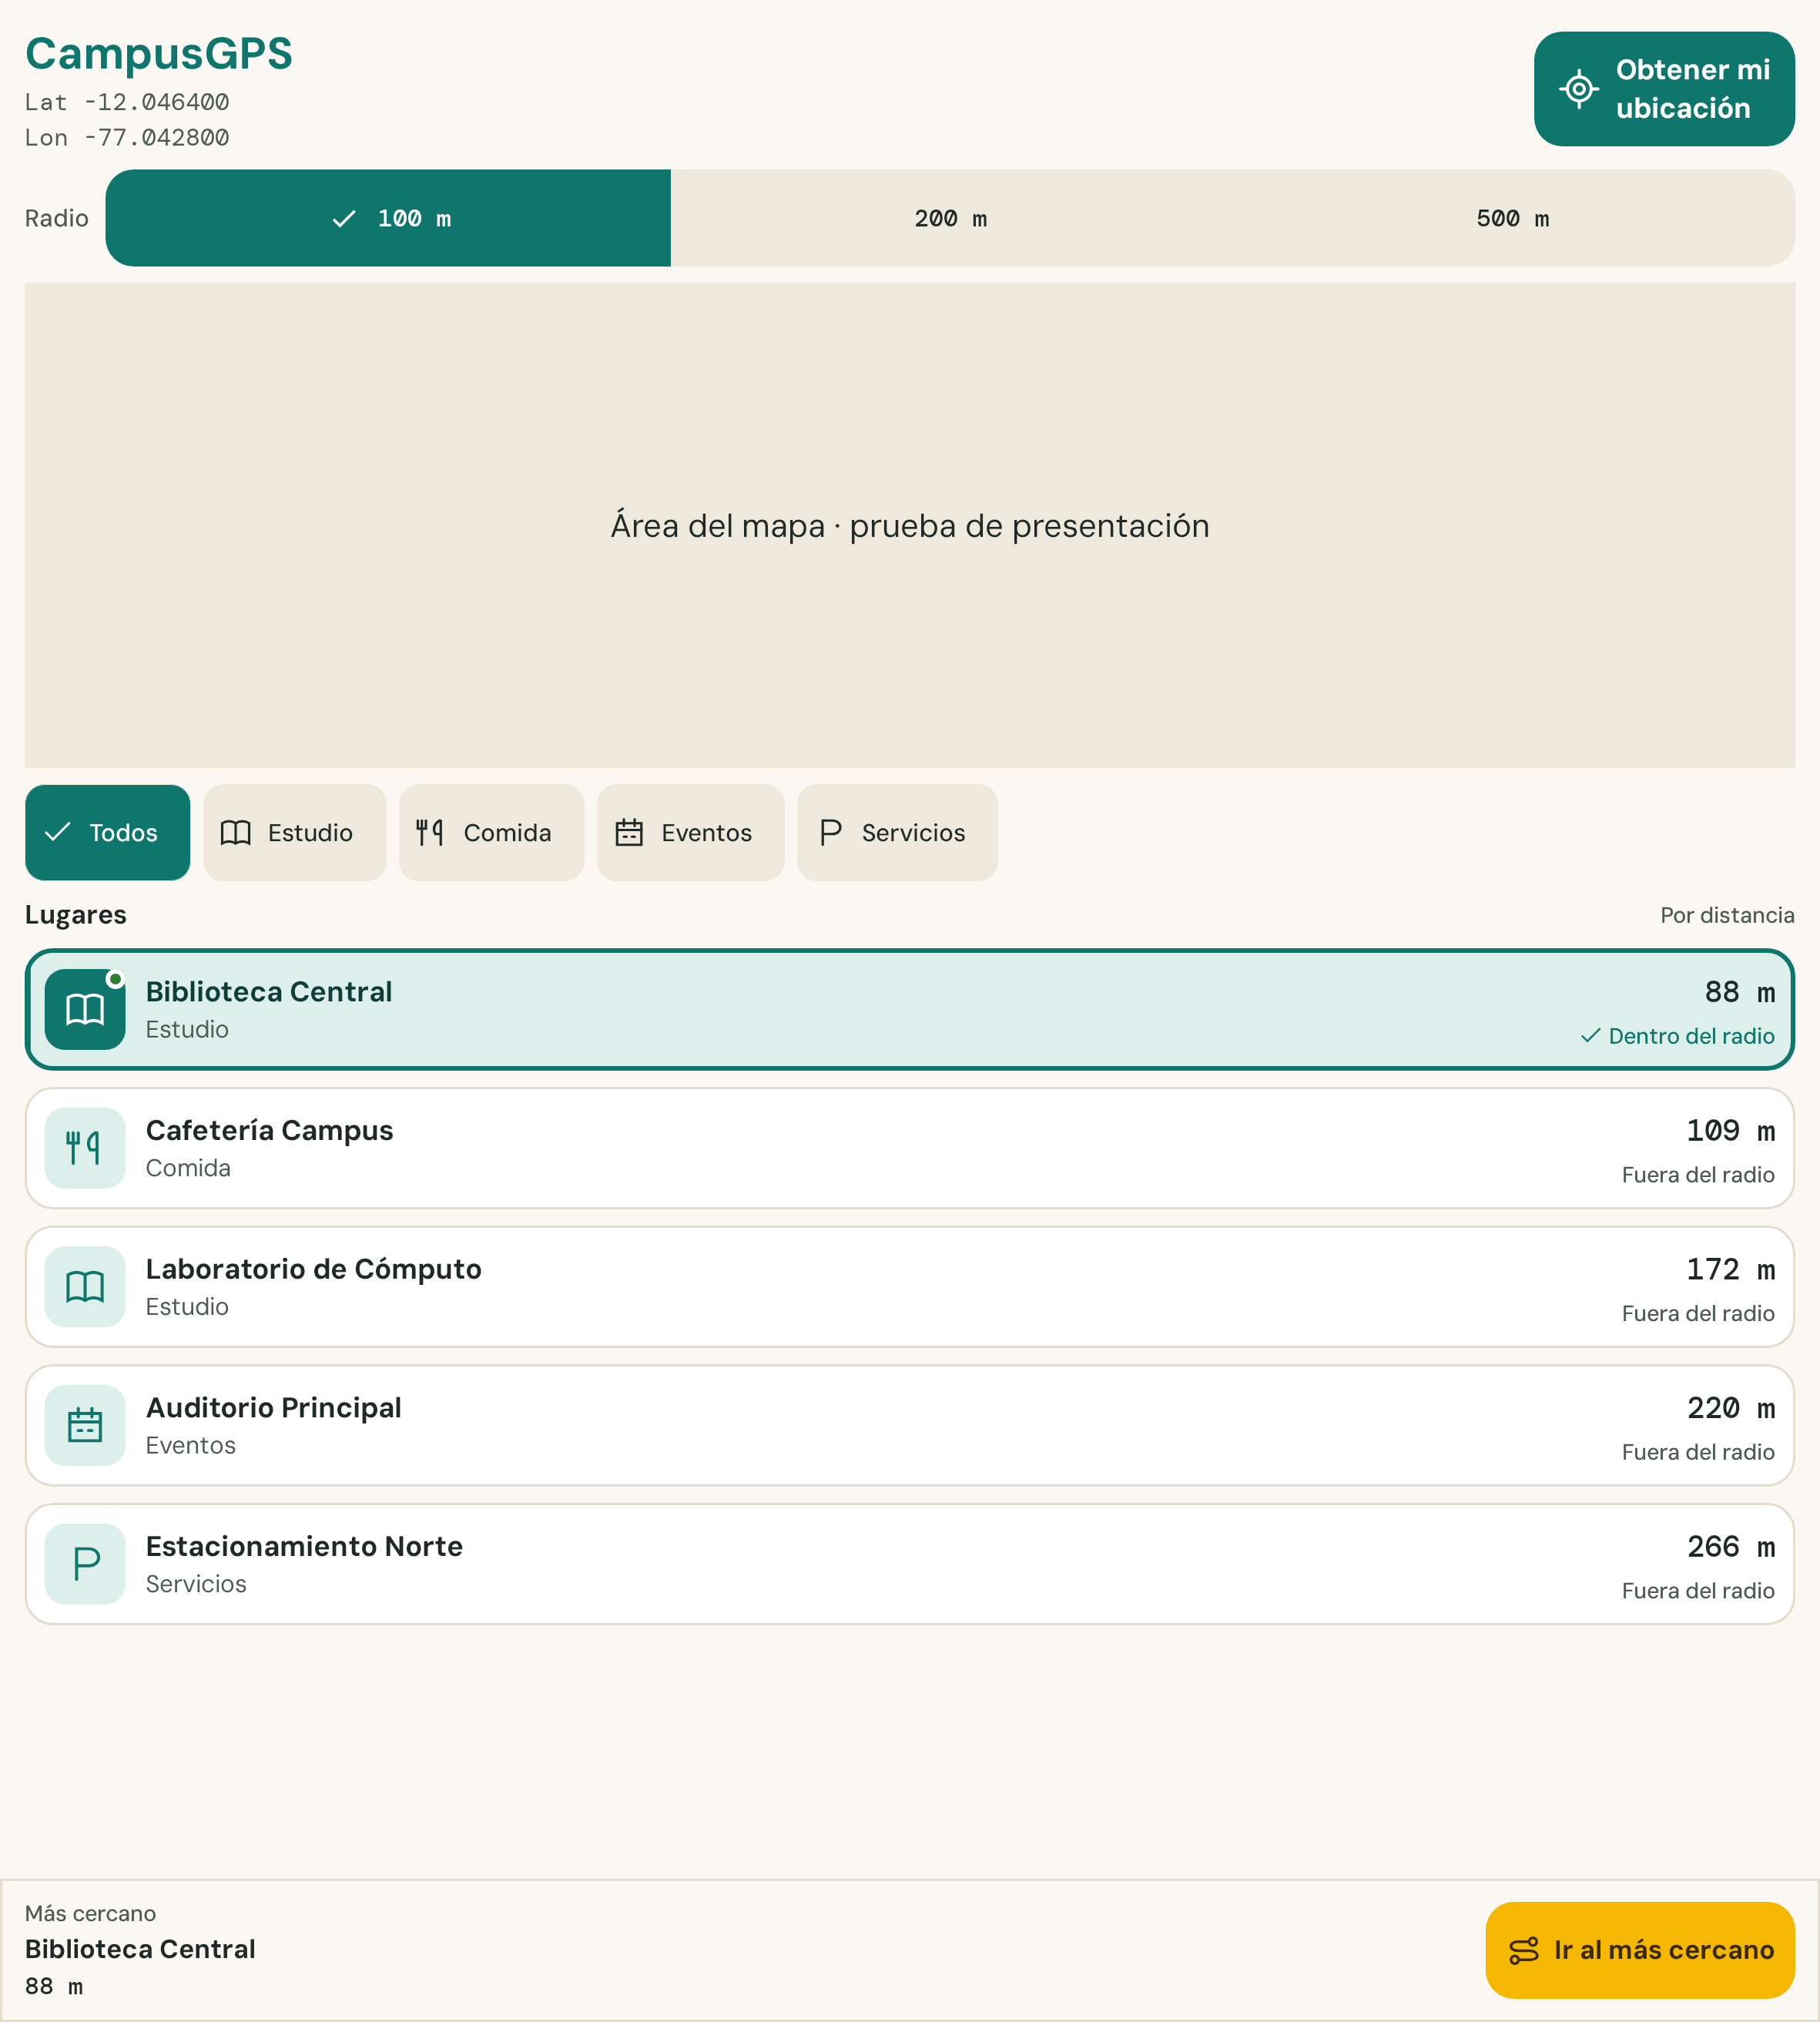 CampusGPS
Lat -12.046400
Lon -77.042800
Obtener mi
ubicación
Radio
100 m
200 m
500 m
Área del mapa · prueba de presentación
Todos
Estudio
Comida
Eventos
P Servicios
Lugares
Por distancia
Biblioteca Central
Estudio
88 m
Dentro del radio
Cafetería Campus
Comida
109 m
Fuera del radio
Laboratorio de Cómputo
Estudio
172 m
Fuera del radio
Auditorio Principal
Eventos
220 m
Fuera del radio
P
Estacionamiento Norte
Servicios
266 m
Fuera del radio
Más cercano
Biblioteca Central
88 m
Ir al más cercano